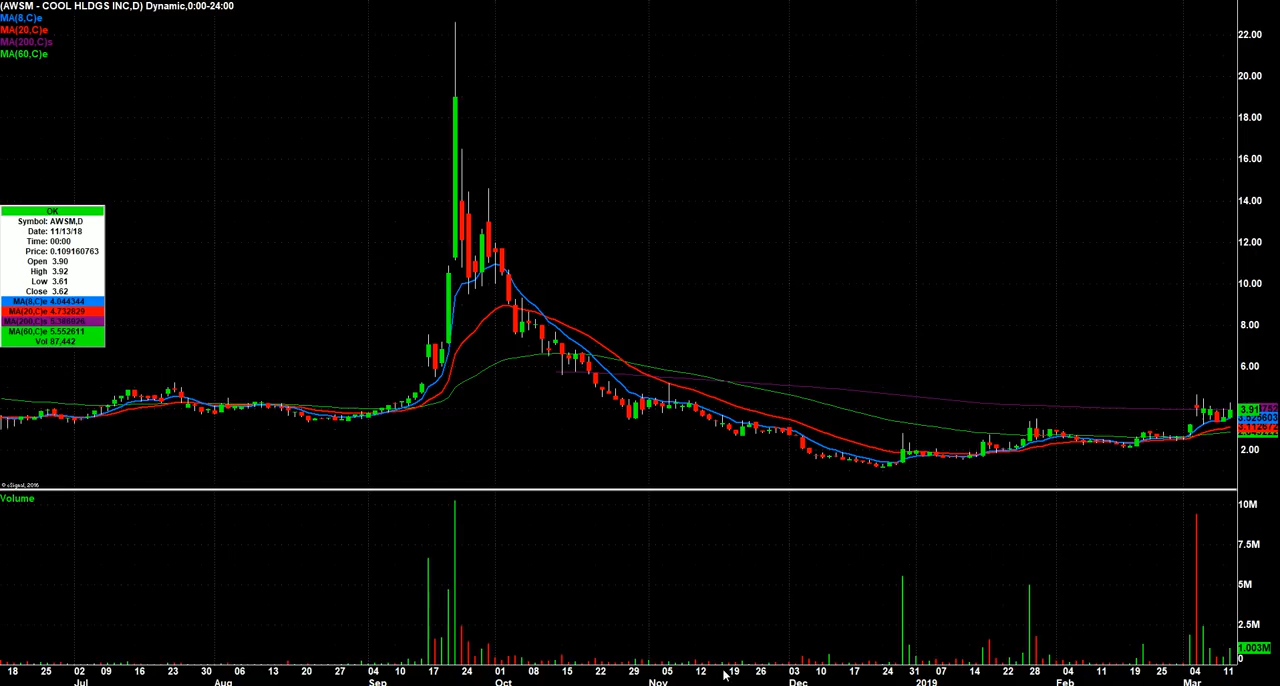 (AWSM - COOL HLDGS INC,D) Dynamic,0:00-24:00
MA(8,C)e
MA(20,C)e
MA(200,C)s
MA(60,C)e
22.00
20.00
18.00
16.00
14.00
12.00
10.00
8.00
6.00
2.00
OK
Symbol: AWSM,D
Date: 11/13/18
Time: 00:00
Price: 0.109160763
Open 3.90
High 3.92
Low 3.61
Close 3.62
MA(8,C)e 4.044344
MA(20,C)e 4.732829
MA(200,C)s
MA(60,C)e 5.552611
Vol 87,442
3.91
© eSignal, 2016
Volume
10M
7.5M
5M
2.5M
1.003M
0
18 25 02 09 16 23 30 06 13 20 27 04 10 17 24 01 08 15 22 29 05 12 19 26 03 10 17 24 01 07 14 22 28 04 11 19 25 04 11
Jul Aug Sep Oct Nov Dec 2019 Feb Mar